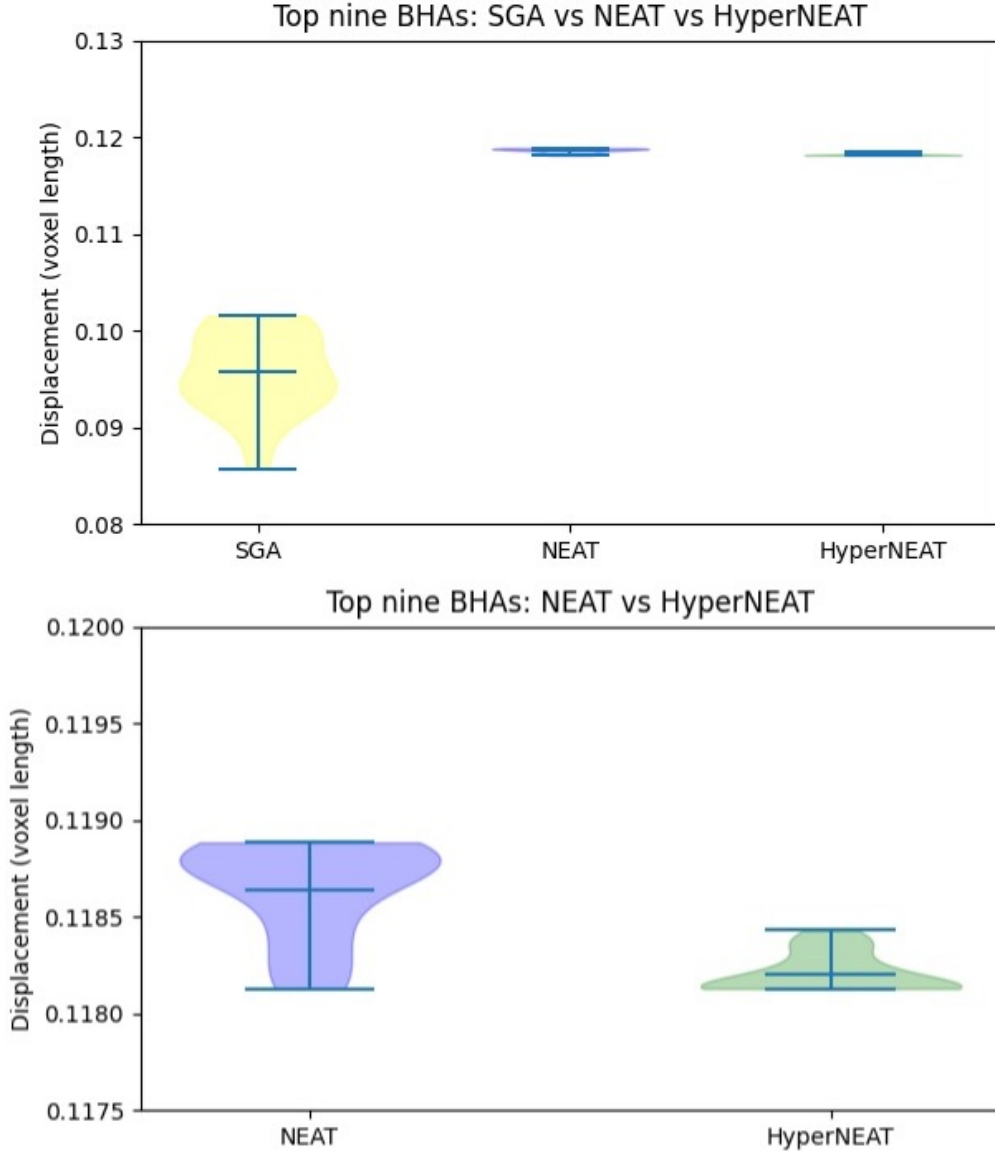 Top nine BHAs: SGA vs NEAT vs HyperNEAT
Displacement (voxel length)
0.13
0.12
0.11
0.10
0.09
0.08
SGA NEAT HyperNEAT
Top nine BHAs: NEAT vs HyperNEAT
Displacement (voxel length)
0.1200
0.1195
0.1190
0.1185
0.1180
0.1175
NEAT HyperNEAT